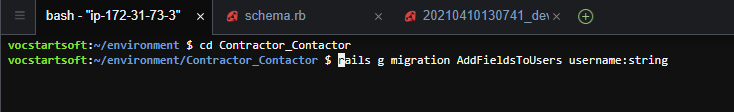 bash - "ip-172-31-73-3"
schema.rb
20210410130741_dev
vocstartsoft:~/environment $ cd Contractor_Contactor
vocstartsoft:~/environment/Contractor_Contactor $ rails g migration AddFieldsToUsers username:string